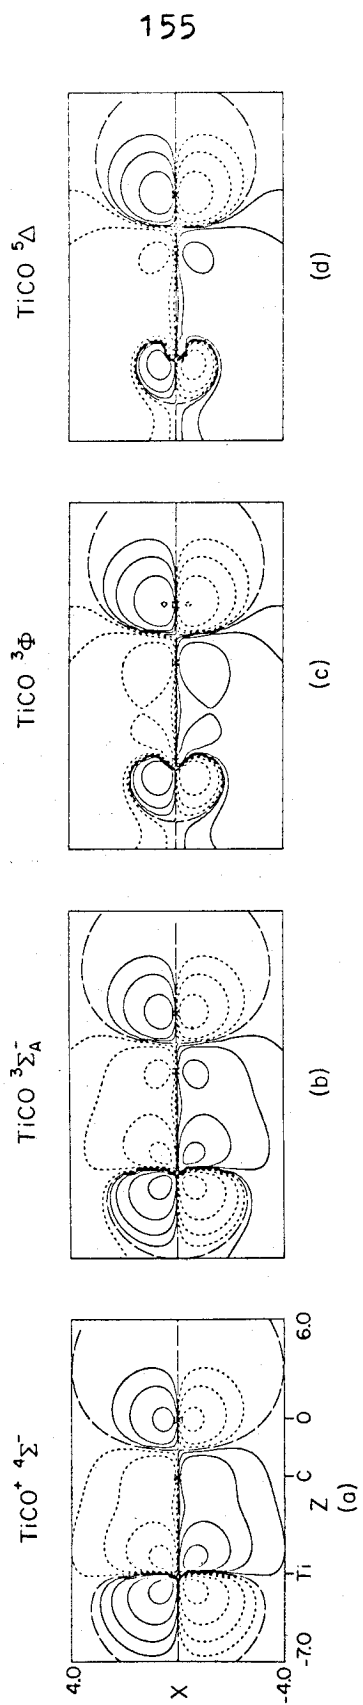 155
TiCO⁺ ⁴Σ⁻
TiCO ³Σ⁻_A
TiCO ³Φ
TiCO ⁵Δ
4.0
X
-4.0
-7.0
Ti
C
O
6.0
Z
(a)
(b)
(c)
(d)